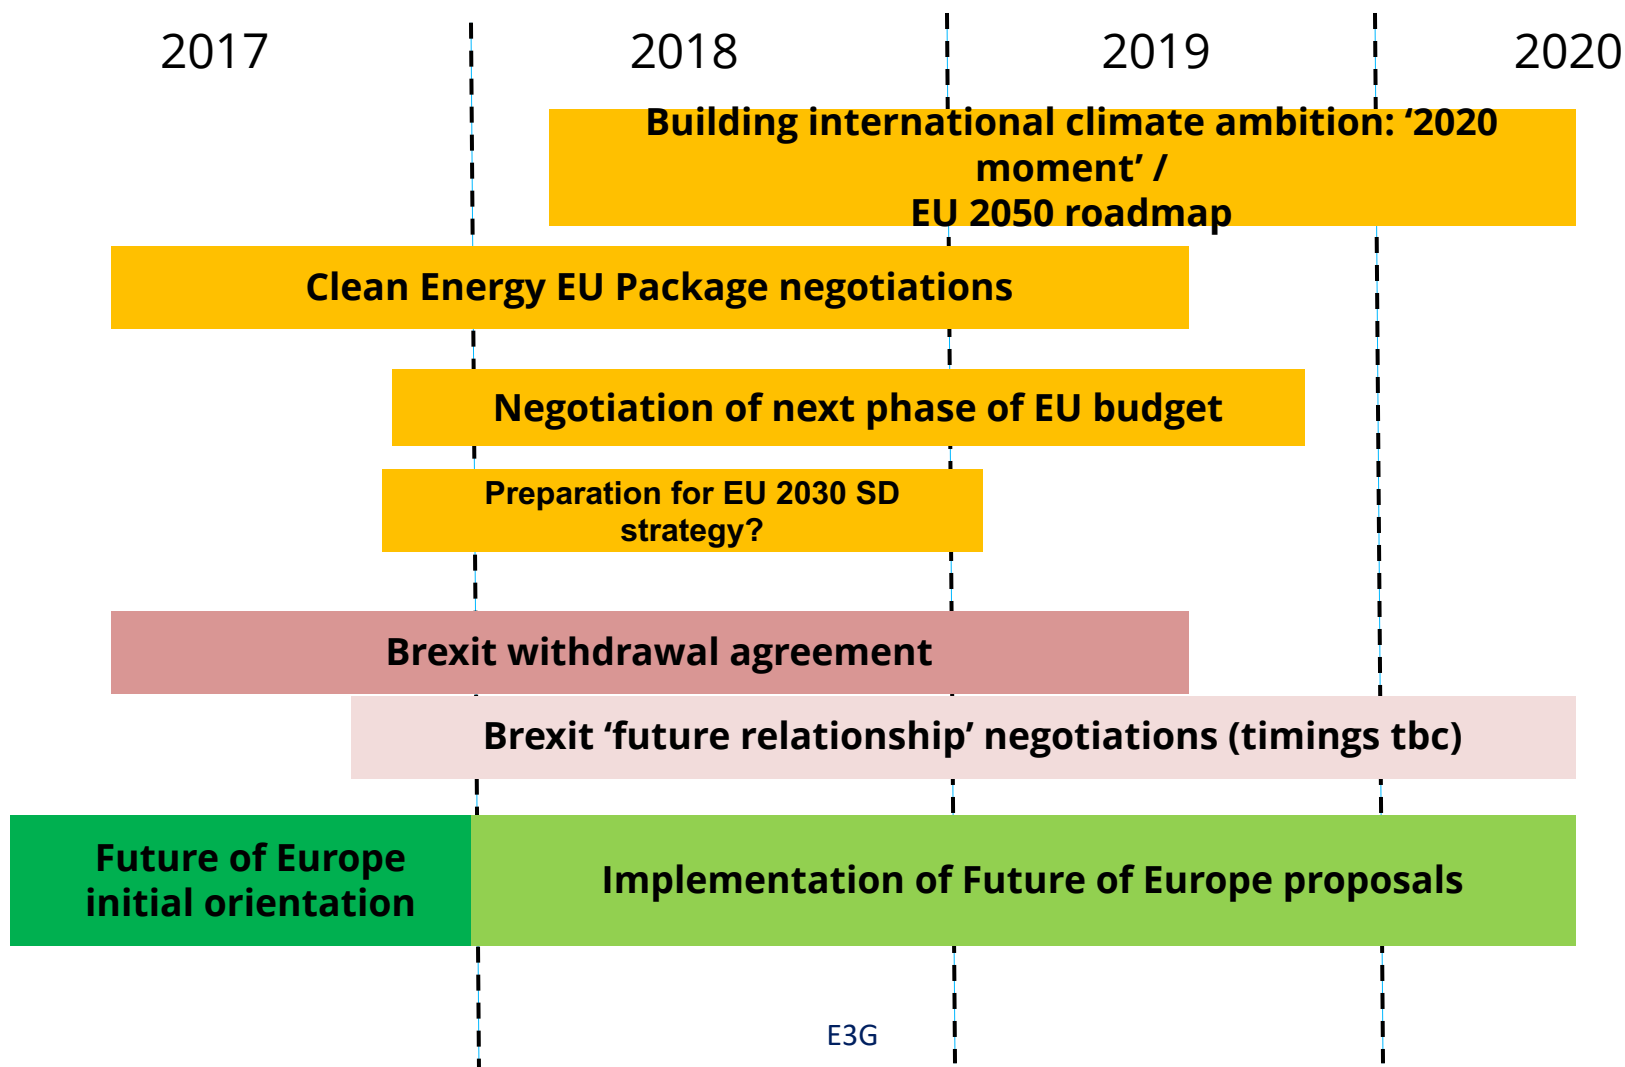 2017 2018 2019 2020
Building international climate ambition: ‘2020
moment’ /
EU 2050 roadmap
Clean Energy EU Package negotiations
Negotiation of next phase of EU budget
Preparation for EU 2030 SD
strategy?
Brexit withdrawal agreement
Brexit ‘future relationship’ negotiations (timings tbc)
Future of Europe
initial orientation
Implementation of Future of Europe proposals
E3G